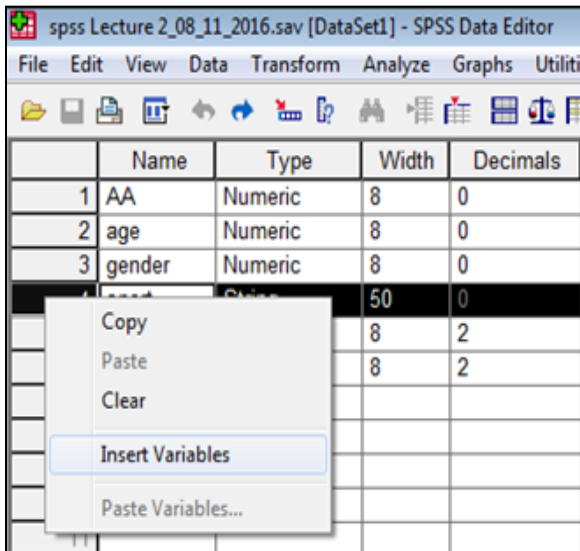 spss Lecture 2_08_11_2016.sav [DataSet1] - SPSS Data Editor
File Edit View Data Transform Analyze Graphs Utiliti
Name Type Width Decimals
1 AA Numeric 8 0
2 age Numeric 8 0
3 gender Numeric 8 0
50 0
Copy
8 2
Paste
8 2
Clear
Insert Variables
Paste Variables...
11